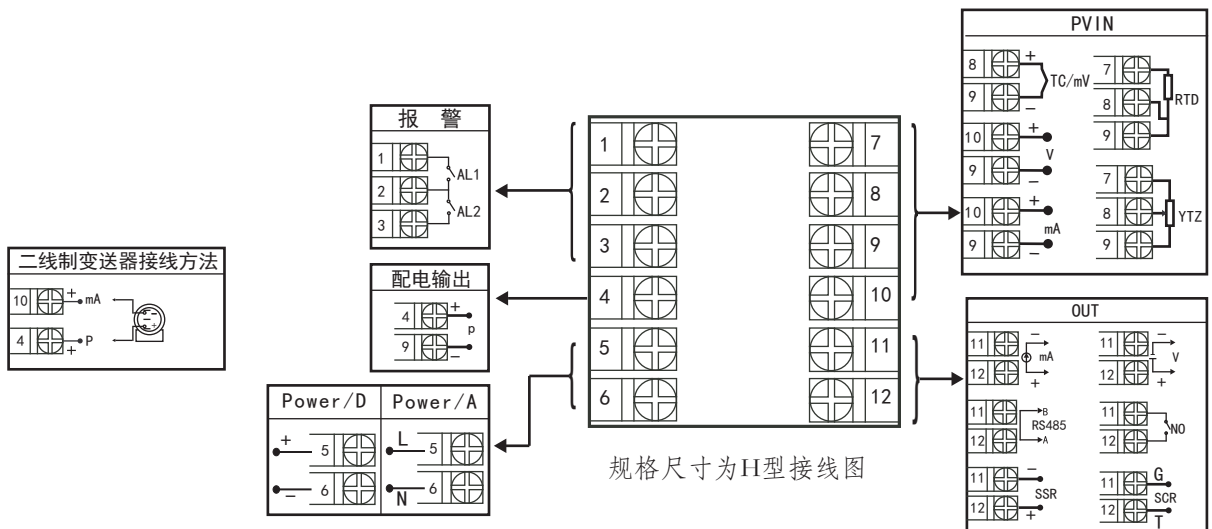 PVIN
8 + TC/mV
9 -
10 + V
9 -
10 + mA
9 -
7 RTD
8
9
7
8 YTZ
9
报 警
1
2 AL1
3 AL2
1 7
2 8
3 9
4 10
5 11
6 12
二线制变送器接线方法
10 + mA
4 + P
配电输出
4 + p
9 -
Power/D Power/A
+ 5 L 5
- 6 N 6
规格尺寸为H型接线图
OUT
11 - mA
12 +
11 - V
12 +
11 B RS485
12 A
11 NO
12
11 - SSR
12 +
11 G SCR
12 T